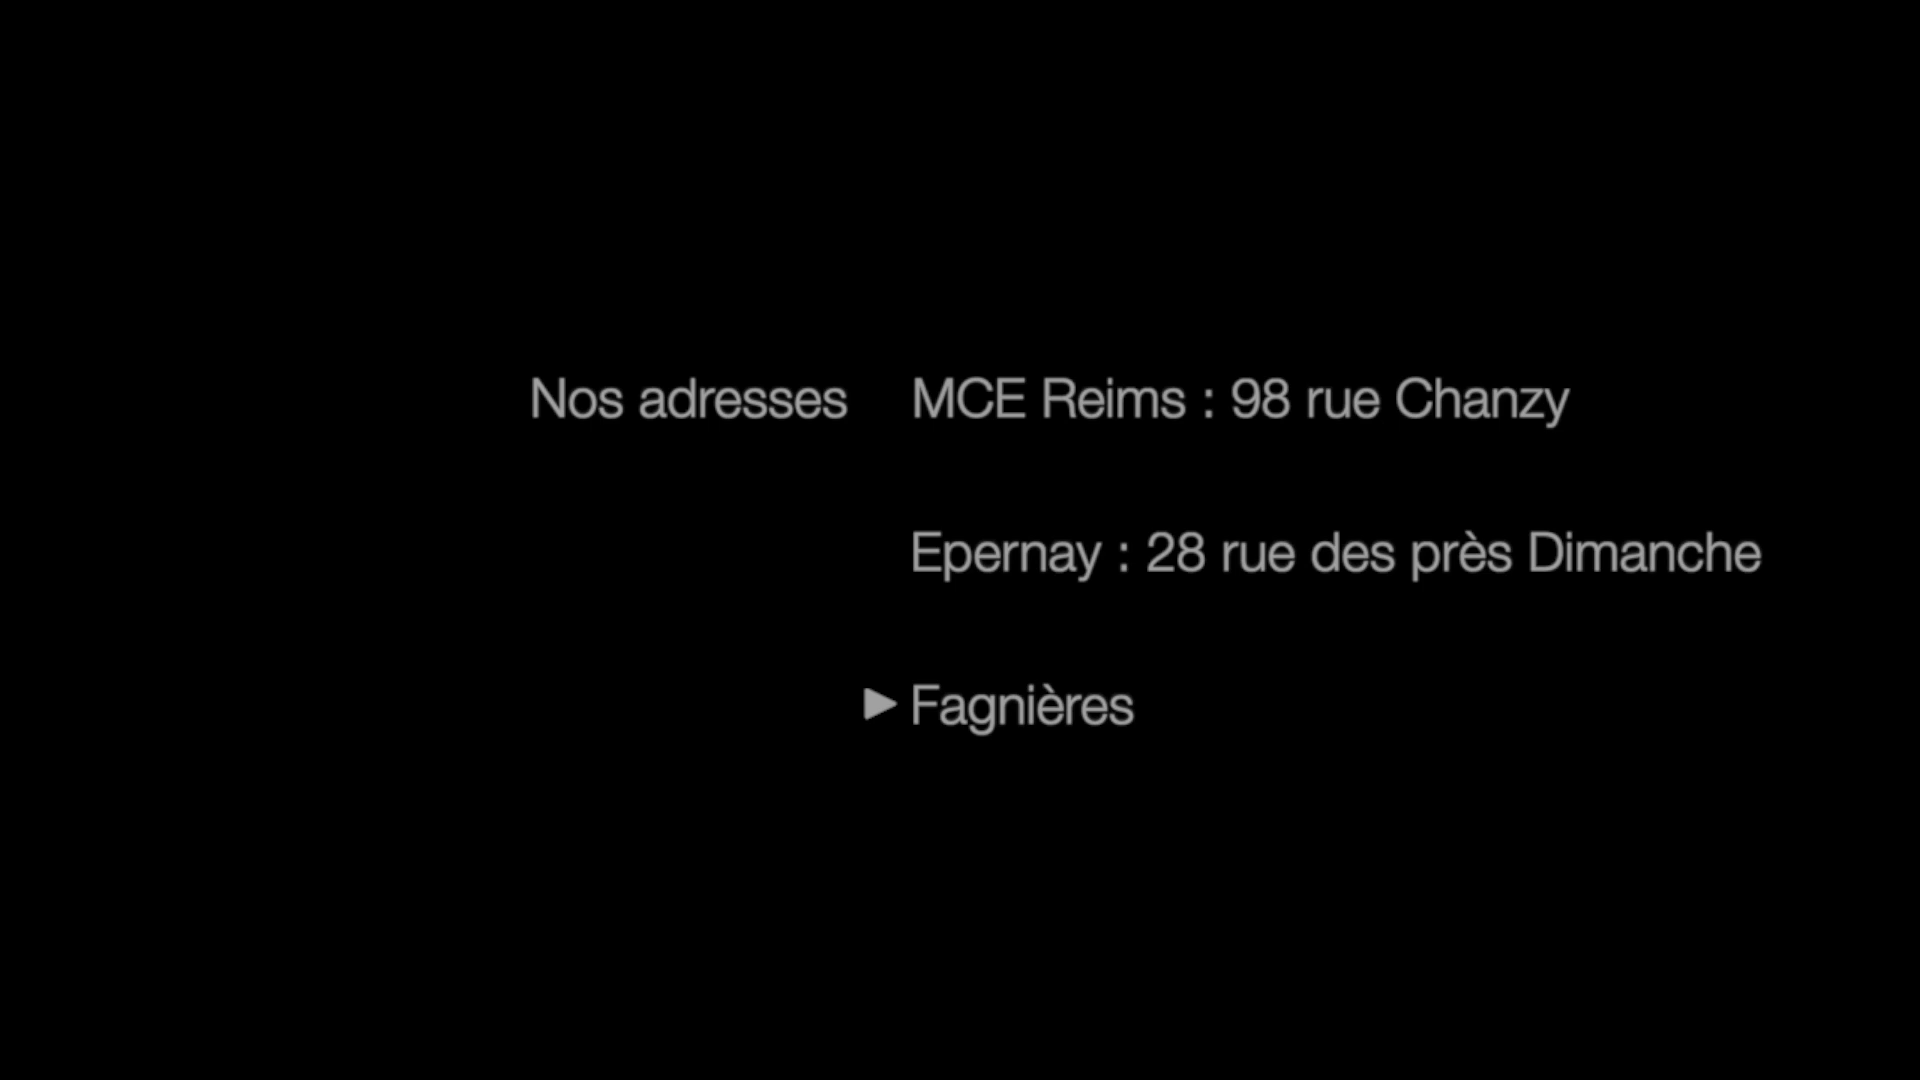 Nos adresses MCE Reims : 98 rue Chanzy
Epernay : 28 rue des près Dimanche
▶ Fagnières